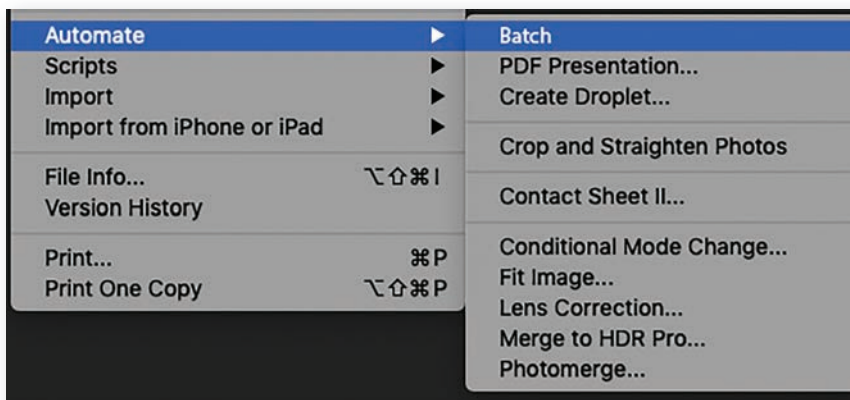 Automate ▶
Scripts ▶
Import ▶
Import from iPhone or iPad ▶
File Info... ⌥⇧⌘I
Version History
Print... ⌘P
Print One Copy ⌥⇧⌘P
Batch
PDF Presentation...
Create Droplet...
Crop and Straighten Photos
Contact Sheet II...
Conditional Mode Change...
Fit Image...
Lens Correction...
Merge to HDR Pro...
Photomerge...